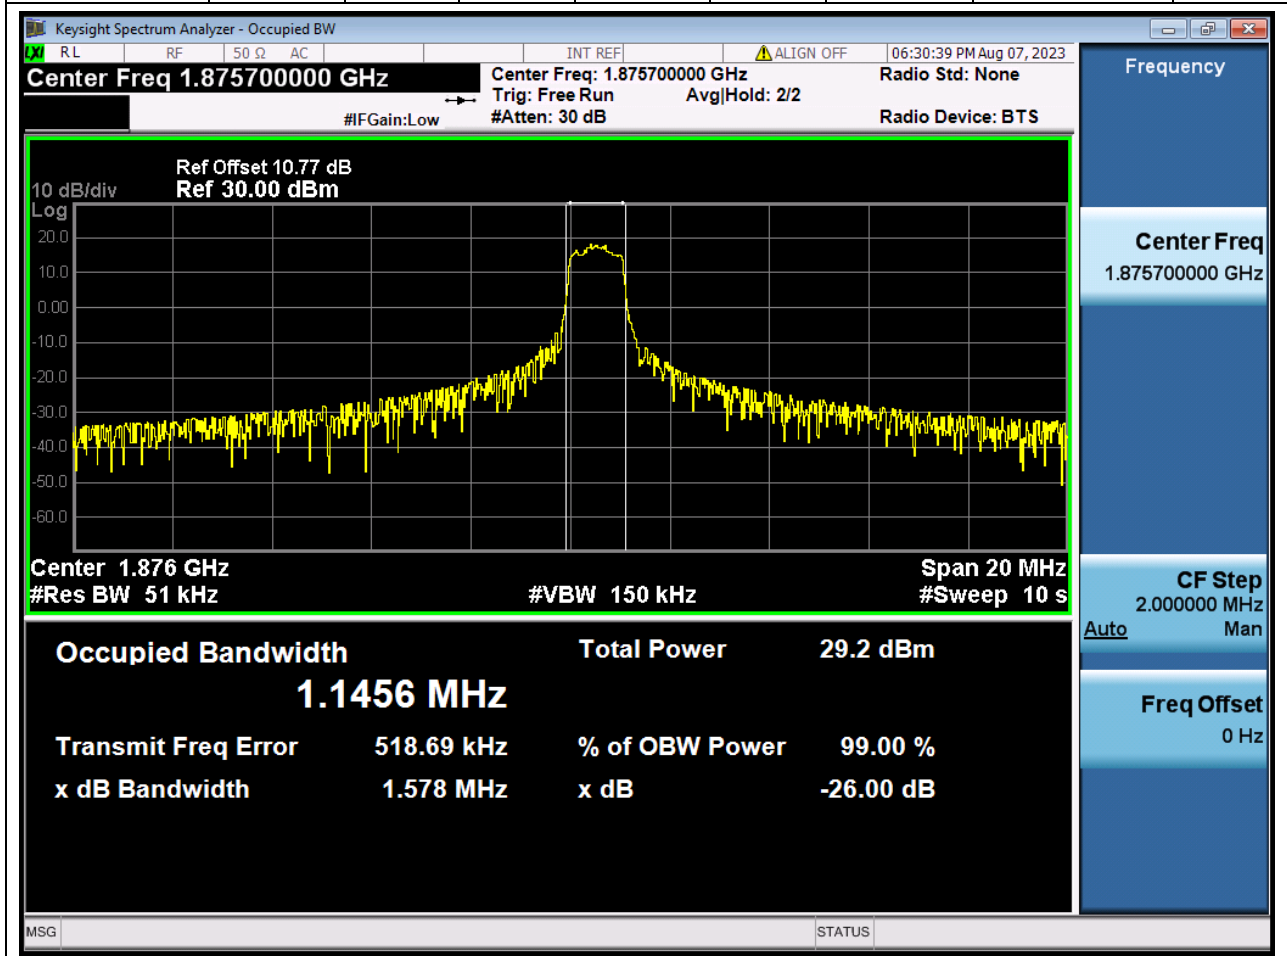 Keysight Spectrum Analyzer - Occupied BW
LXI RL RF 50 Ω AC INT REF ALIGN OFF 06:30:39 PM Aug 07, 2023
Center Freq 1.875700000 GHz
Center Freq: 1.875700000 GHz Radio Std: None
Trig: Free Run Avg|Hold: 2/2
#IFGain:Low #Atten: 30 dB Radio Device: BTS
Ref Offset 10.77 dB
10 dB/div Ref 30.00 dBm
Log
20.0
10.0
0.00
-10.0
-20.0
-30.0
-40.0
-50.0
-60.0
Center 1.876 GHz Span 20 MHz
#Res BW 51 kHz #VBW 150 kHz #Sweep 10 s
Occupied Bandwidth Total Power 29.2 dBm
1.1456 MHz
Transmit Freq Error 518.69 kHz % of OBW Power 99.00 %
x dB Bandwidth 1.578 MHz x dB -26.00 dB
MSG STATUS
Frequency
Center Freq
1.875700000 GHz
CF Step
2.000000 MHz
Auto Man
Freq Offset
0 Hz